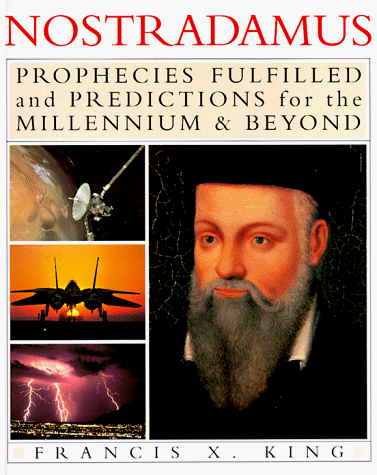 NOSTRADAMUS
PROPHECIES FULFILLED
and PREDICTIONS for the
MILLENNIUM & BEYOND
FRANCIS X. KING